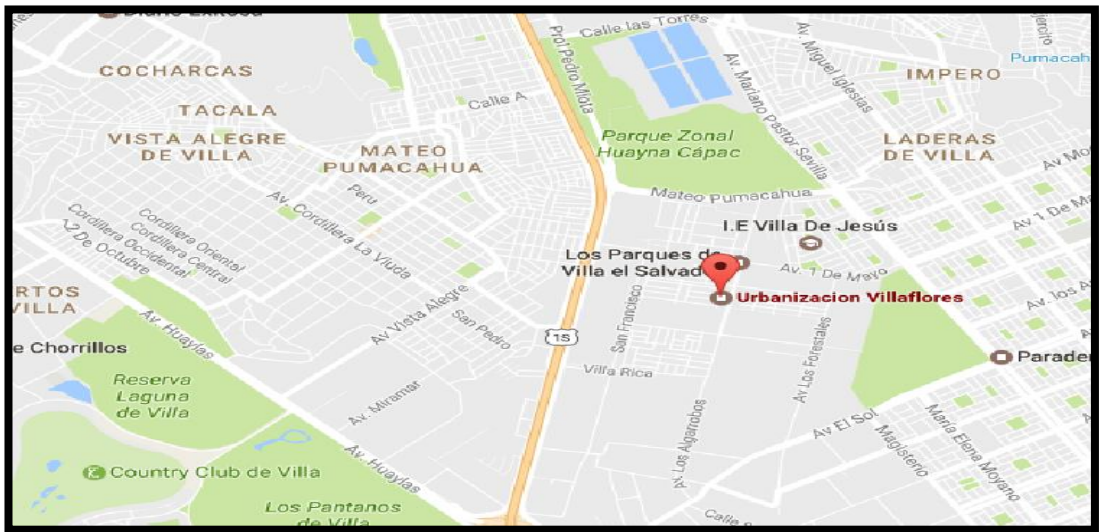 Diario Exitosa
Calle las Torres
Av. Miguel Iglesias
Pumacah
COCHARCAS
Prol. Pedro Miota
IMPERO
Av. Mariano Pastor Sevilla
TACALA
Calle A
VISTA ALEGRE
DE VILLA
MATEO
PUMACAHUA
Parque Zonal
Huayna Cápac
LADERAS
DE VILLA
Av. Cordillera La Viuda
Peru
Mateo Pumacahua
Av 1 De Ma
Cordillera Oriental
Cordillera Central
Cordillera Occidental
12 De Octubre
I.E Villa De Jesús
Los Parques de
Villa el Salvad
Av. 1 De Mayo
Urbanizacion Villaflores
Av. los A
RTOS
VILLA
Av. Huaylas
Av Vista Alegre
San Pedro
San Francisco
1S
e Chorrillos
Villa Rica
Av Los Forestales
Parader
Reserva
Laguna
de Villa
Av. Miramar
Av. Los Algarrobos
Av El Sol
Magisterio
Maria Elena Moyano
Country Club de Villa
Av. Huaylas
Los Pantanos
de Villa
Calle